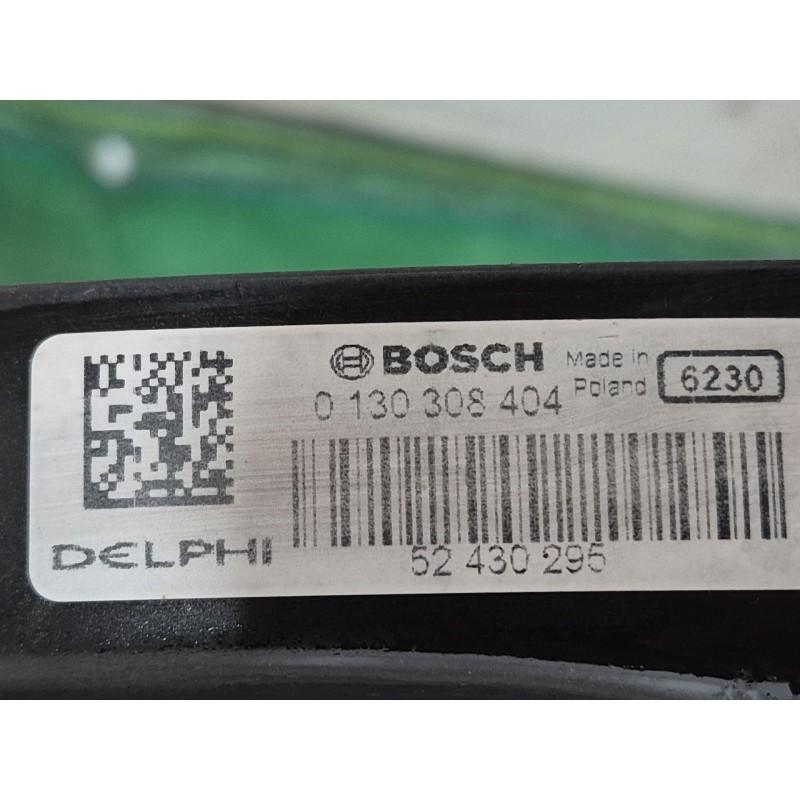 BOSCH
0 130 308 404
Made in
Poland
6230
DELPHI
52 430 295